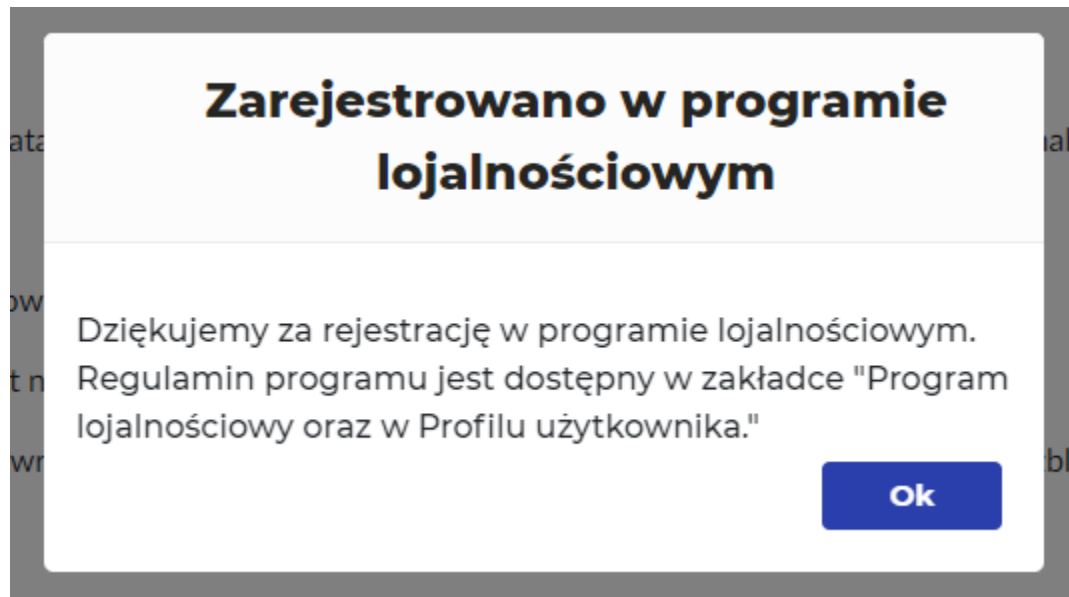 Zarejestrowano w programie
lojalnościowym
Dziękujemy za rejestrację w programie lojalnościowym.
Regulamin programu jest dostępny w zakładce "Program
lojalnościowy oraz w Profilu użytkownika."
Ok